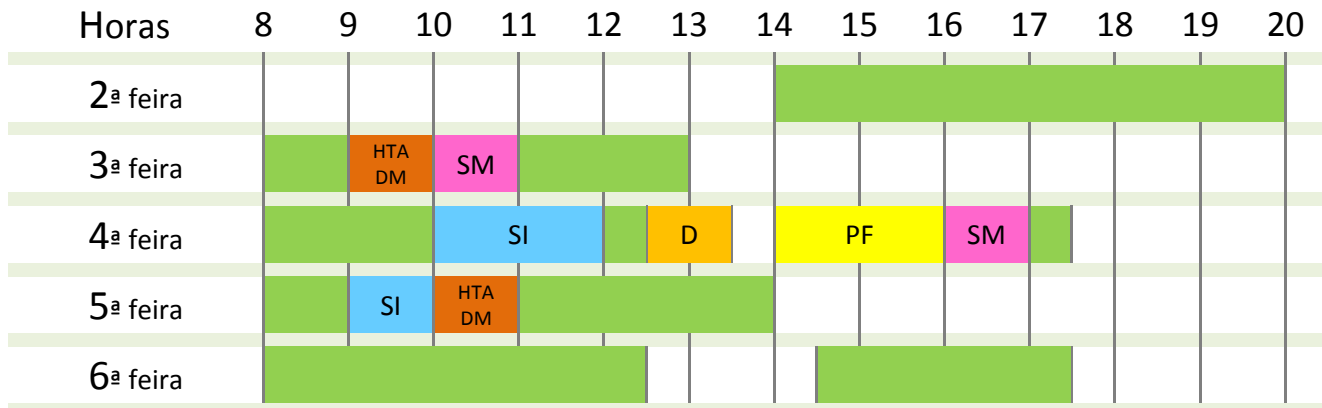 Horas 8 9 10 11 12 13 14 15 16 17 18 19 20
2ª feira
3ª feira HTA DM SM
4ª feira SI D PF SM
5ª feira SI HTA DM
6ª feira